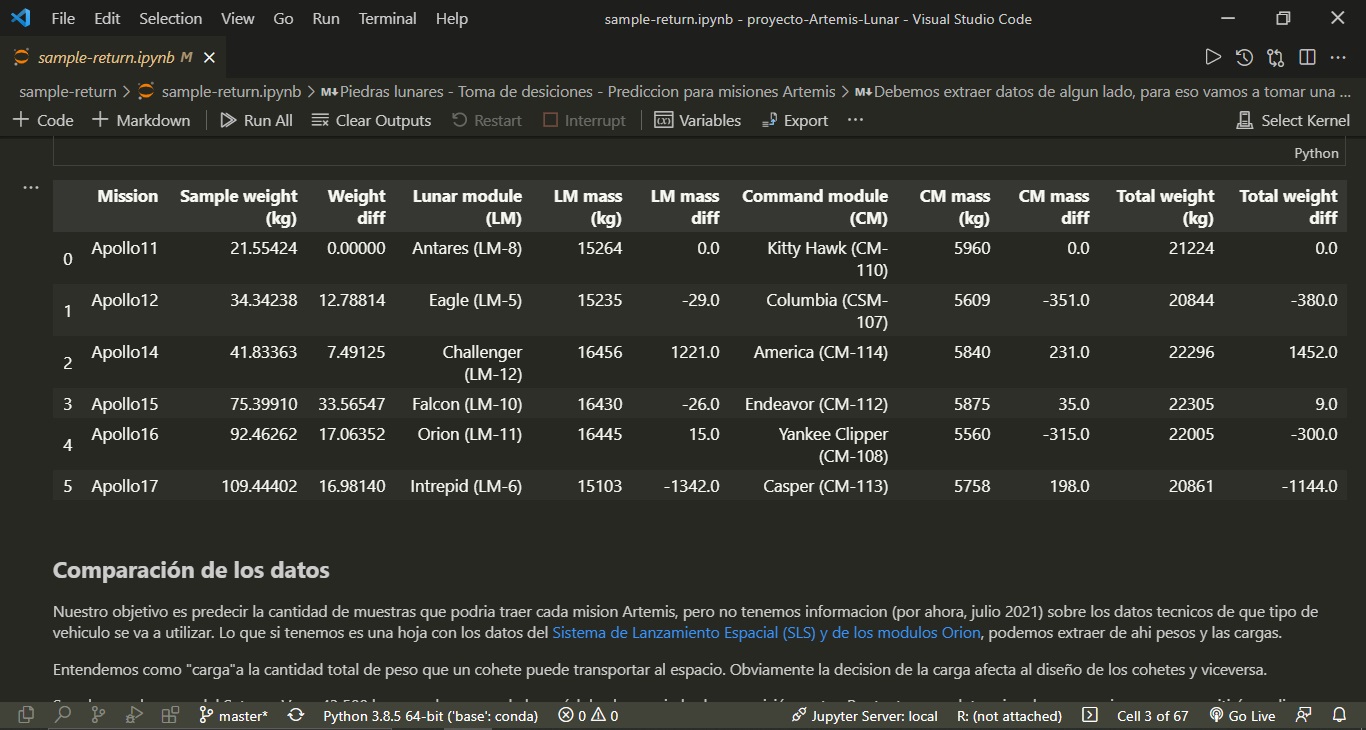 File Edit Selection View Go Run Terminal Help sample-return.ipynb - proyecto-Artemis-Lunar - Visual Studio Code
sample-return.ipynb M
sample-return > sample-return.ipynb > M↓Piedras lunares - Toma de desiciones - Prediccion para misiones Artemis > M↓Debemos extraer datos de algun lado, para eso vamos a tomar una ...
+ Code + Markdown Run All Clear Outputs Restart Interrupt Variables Export ... Select Kernel
Python
Mission Sample weight Weight Lunar module LM mass LM mass Command module CM mass CM mass Total weight Total weight
(kg) diff (LM) (kg) diff (CM) (kg) diff (kg) diff
0 Apollo11 21.55424 0.00000 Antares (LM-8) 15264 0.0 Kitty Hawk (CM- 5960 0.0 21224 0.0
110)
1 Apollo12 34.34238 12.78814 Eagle (LM-5) 15235 -29.0 Columbia (CSM- 5609 -351.0 20844 -380.0
107)
2 Apollo14 41.83363 7.49125 Challenger 16456 1221.0 America (CM-114) 5840 231.0 22296 1452.0
(LM-12)
3 Apollo15 75.39910 33.56547 Falcon (LM-10) 16430 -26.0 Endeavor (CM-112) 5875 35.0 22305 9.0
4 Apollo16 92.46262 17.06352 Orion (LM-11) 16445 15.0 Yankee Clipper 5560 -315.0 22005 -300.0
(CM-108)
5 Apollo17 109.44402 16.98140 Intrepid (LM-6) 15103 -1342.0 Casper (CM-113) 5758 198.0 20861 -1144.0
Comparación de los datos
Nuestro objetivo es predecir la cantidad de muestras que podria traer cada mision Artemis, pero no tenemos informacion (por ahora, julio 2021) sobre los datos tecnicos de que tipo de
vehiculo se va a utilizar. Lo que si tenemos es una hoja con los datos del Sistema de Lanzamiento Espacial (SLS) y de los modulos Orion, podemos extraer de ahi pesos y las cargas.
Entendemos como "carga"a la cantidad total de peso que un cohete puede transportar al espacio. Obviamente la decision de la carga afecta al diseño de los cohetes y viceversa.
master* Python 3.8.5 64-bit ('base': conda) 0 0 Jupyter Server: local R: (not attached) Cell 3 of 67 Go Live